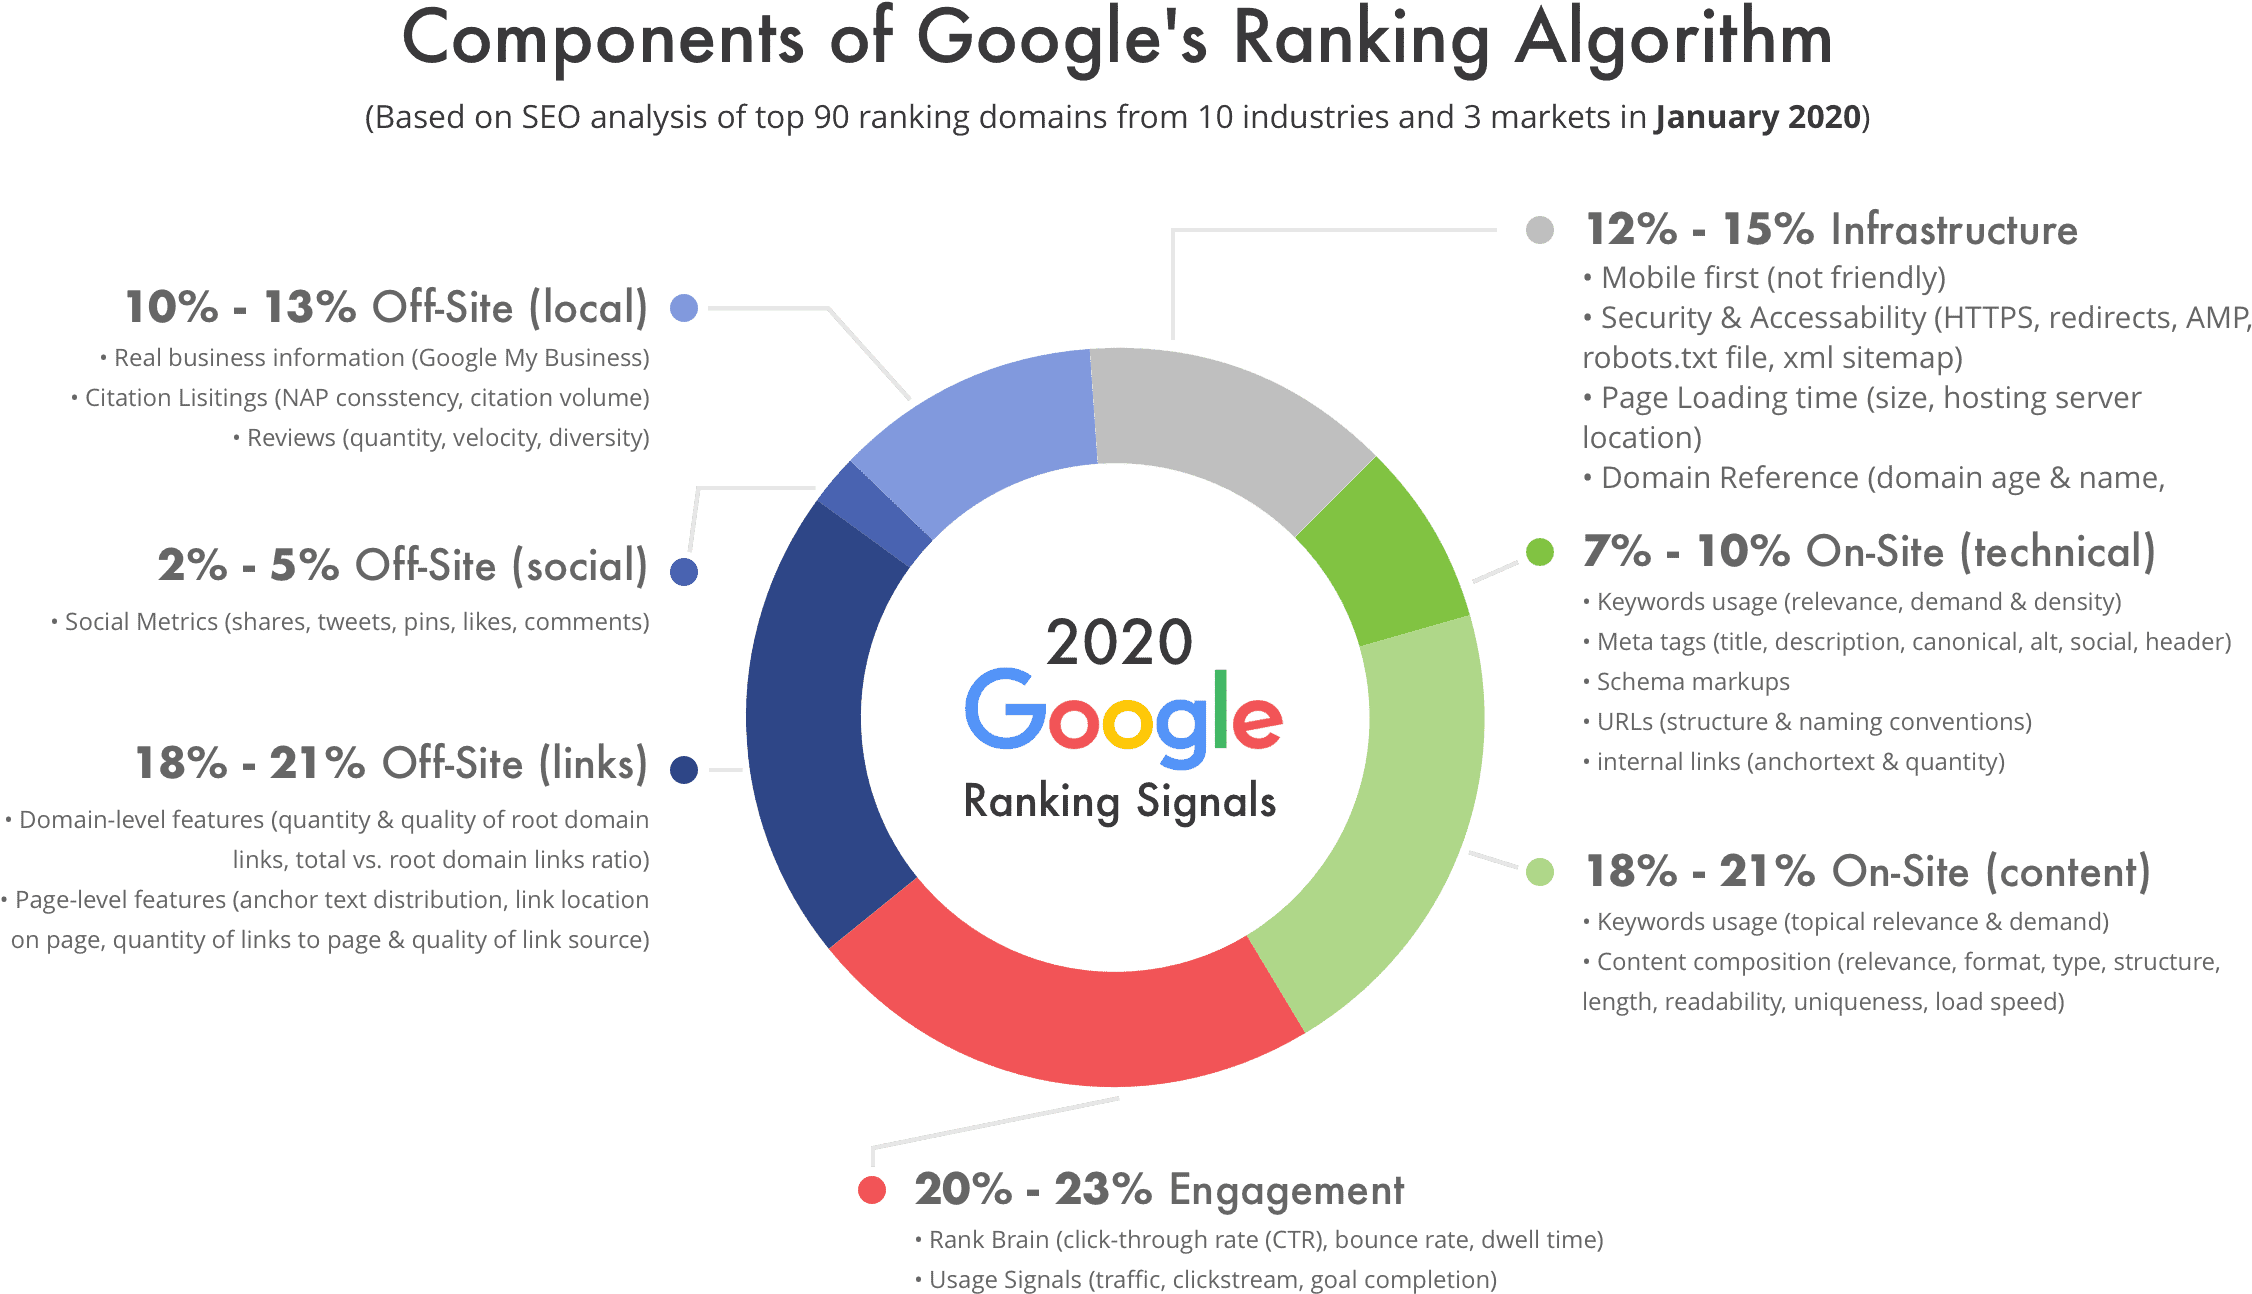 Components of Google's Ranking Algorithm
(Based on SEO analysis of top 90 ranking domains from 10 industries and 3 markets in January 2020)
12% - 15% Infrastructure
• Mobile first (not friendly)
• Security & Accessability (HTTPS, redirects, AMP,
robots.txt file, xml sitemap)
• Page Loading time (size, hosting server
location)
• Domain Reference (domain age & name,
7% - 10% On-Site (technical)
• Keywords usage (relevance, demand & density)
• Meta tags (title, description, canonical, alt, social, header)
• Schema markups
• URLs (structure & naming conventions)
• internal links (anchortext & quantity)
18% - 21% On-Site (content)
• Keywords usage (topical relevance & demand)
• Content composition (relevance, format, type, structure,
length, readability, uniqueness, load speed)
10% - 13% Off-Site (local)
• Real business information (Google My Business)
• Citation Lisitings (NAP consstency, citation volume)
• Reviews (quantity, velocity, diversity)
2% - 5% Off-Site (social)
• Social Metrics (shares, tweets, pins, likes, comments)
18% - 21% Off-Site (links)
• Domain-level features (quantity & quality of root domain
links, total vs. root domain links ratio)
• Page-level features (anchor text distribution, link location
on page, quantity of links to page & quality of link source)
2020
Google
Ranking Signals
20% - 23% Engagement
• Rank Brain (click-through rate (CTR), bounce rate, dwell time)
• Usage Signals (traffic, clickstream, goal completion)